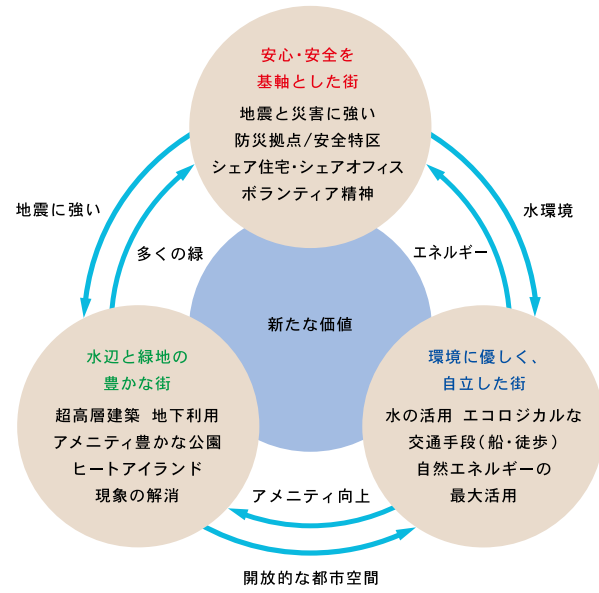 安心・安全を
基軸とした街
地震と災害に強い
防災拠点/安全特区
シェア住宅・シェアオフィス
ボランティア精神
地震に強い
多くの緑
エネルギー
水環境
新たな価値
水辺と緑地の
豊かな街
超高層建築 地下利用
アメニティ豊かな公園
ヒートアイランド
現象の解消
環境に優しく、
自立した街
水の活用 エコロジカルな
交通手段(船・徒歩)
自然エネルギーの
最大活用
アメニティ向上
開放的な都市空間